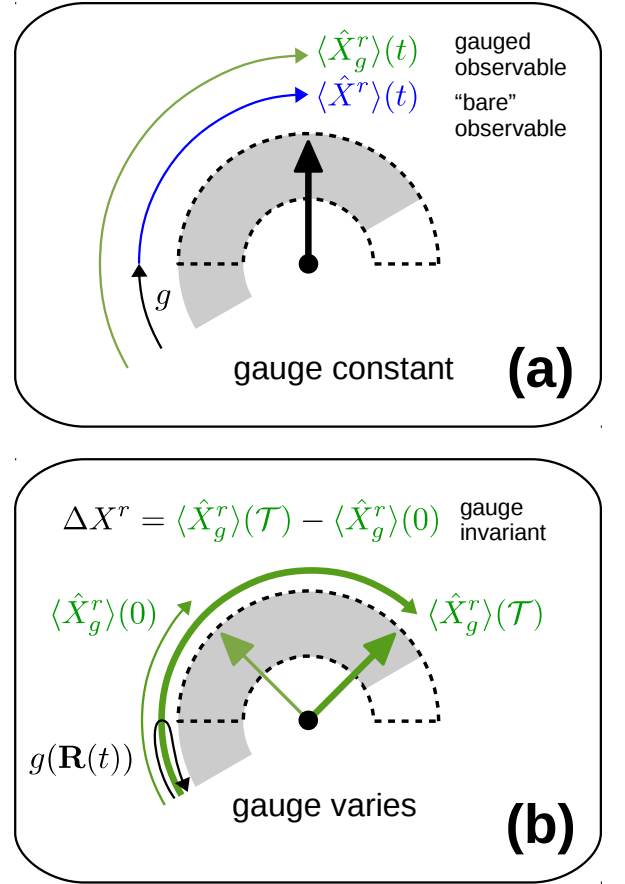 ⟨X̂_g^r⟩(t) gauged
observable
⟨X̂^r⟩(t) “bare”
observable
g
gauge constant (a)
ΔX^r = ⟨X̂_g^r⟩(𝒯) − ⟨X̂_g^r⟩(0) gauge
invariant
⟨X̂_g^r⟩(0) ⟨X̂_g^r⟩(𝒯)
g(𝐑(t))
gauge varies (b)